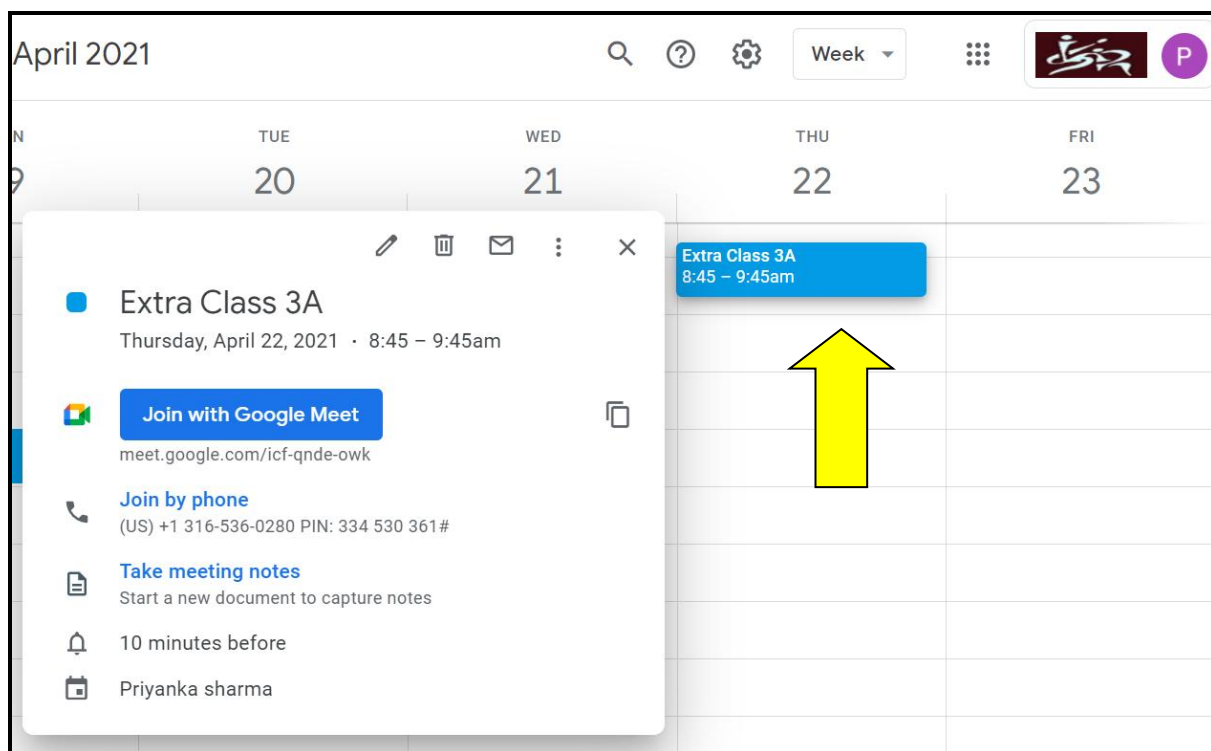 April 2021
Week
P
N TUE WED THU FRI
9 20 21 22 23
Extra Class 3A
8:45 – 9:45am
Extra Class 3A
Thursday, April 22, 2021 · 8:45 – 9:45am
Join with Google Meet
meet.google.com/icf-qnde-owk
Join by phone
(US) +1 316-536-0280 PIN: 334 530 361#
Take meeting notes
Start a new document to capture notes
10 minutes before
Priyanka sharma